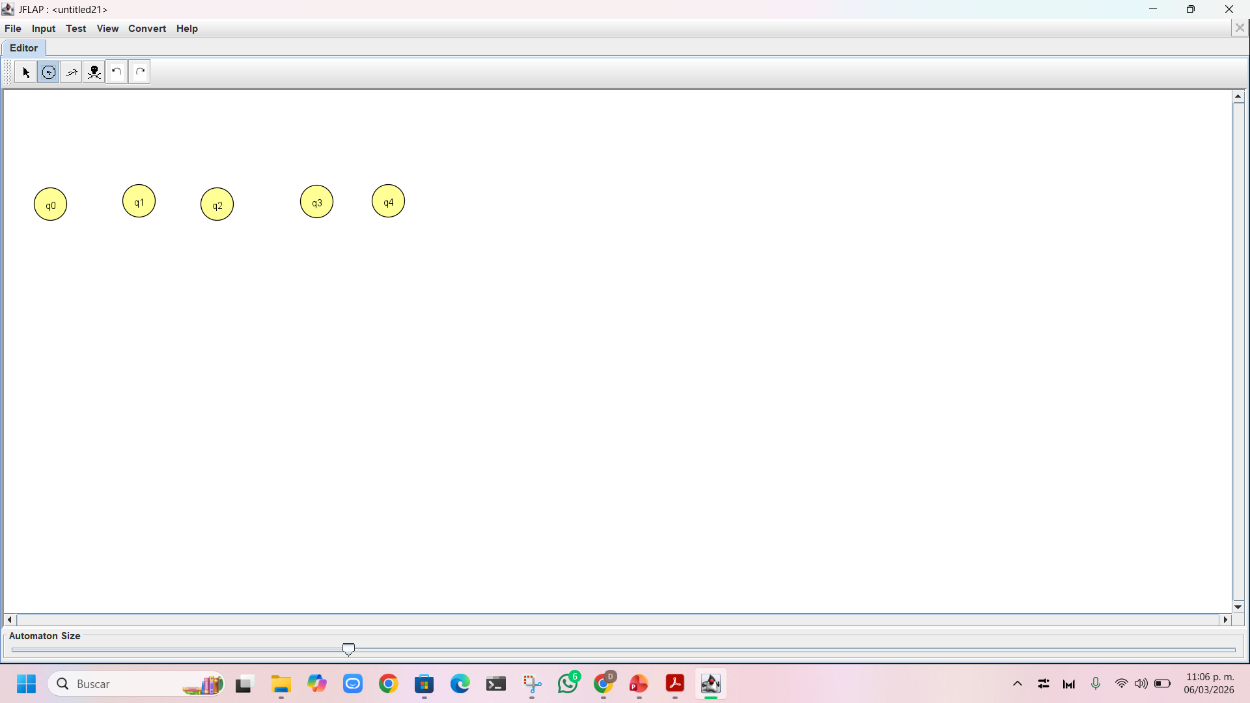 JFLAP : <untitled21>
File Input Test View Convert Help
Editor
q0 q1 q2 q3 q4
Automaton Size
Buscar
6
D
11:06 p. m.
06/03/2026